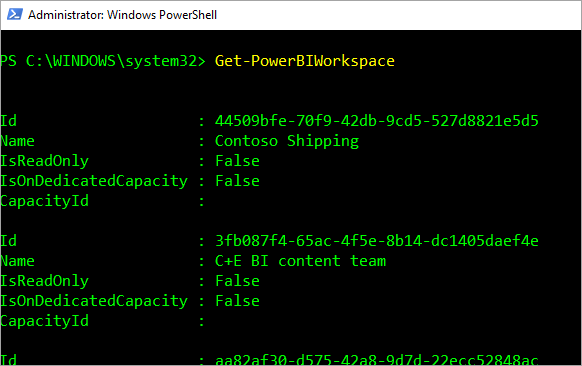 Administrator: Windows PowerShell
PS C:\WINDOWS\system32> Get-PowerBIWorkspace
Id : 44509bfe-70f9-42db-9cd5-527d8821e5d5
Name : Contoso Shipping
IsReadOnly : False
IsOnDedicatedCapacity : False
CapacityId :
Id : 3fb087f4-65ac-4f5e-8b14-dc1405daef4e
Name : C+E BI content team
IsReadOnly : False
IsOnDedicatedCapacity : False
CapacityId :
Id : aa82af30-d575-42a8-9d7d-22ecc52848ac